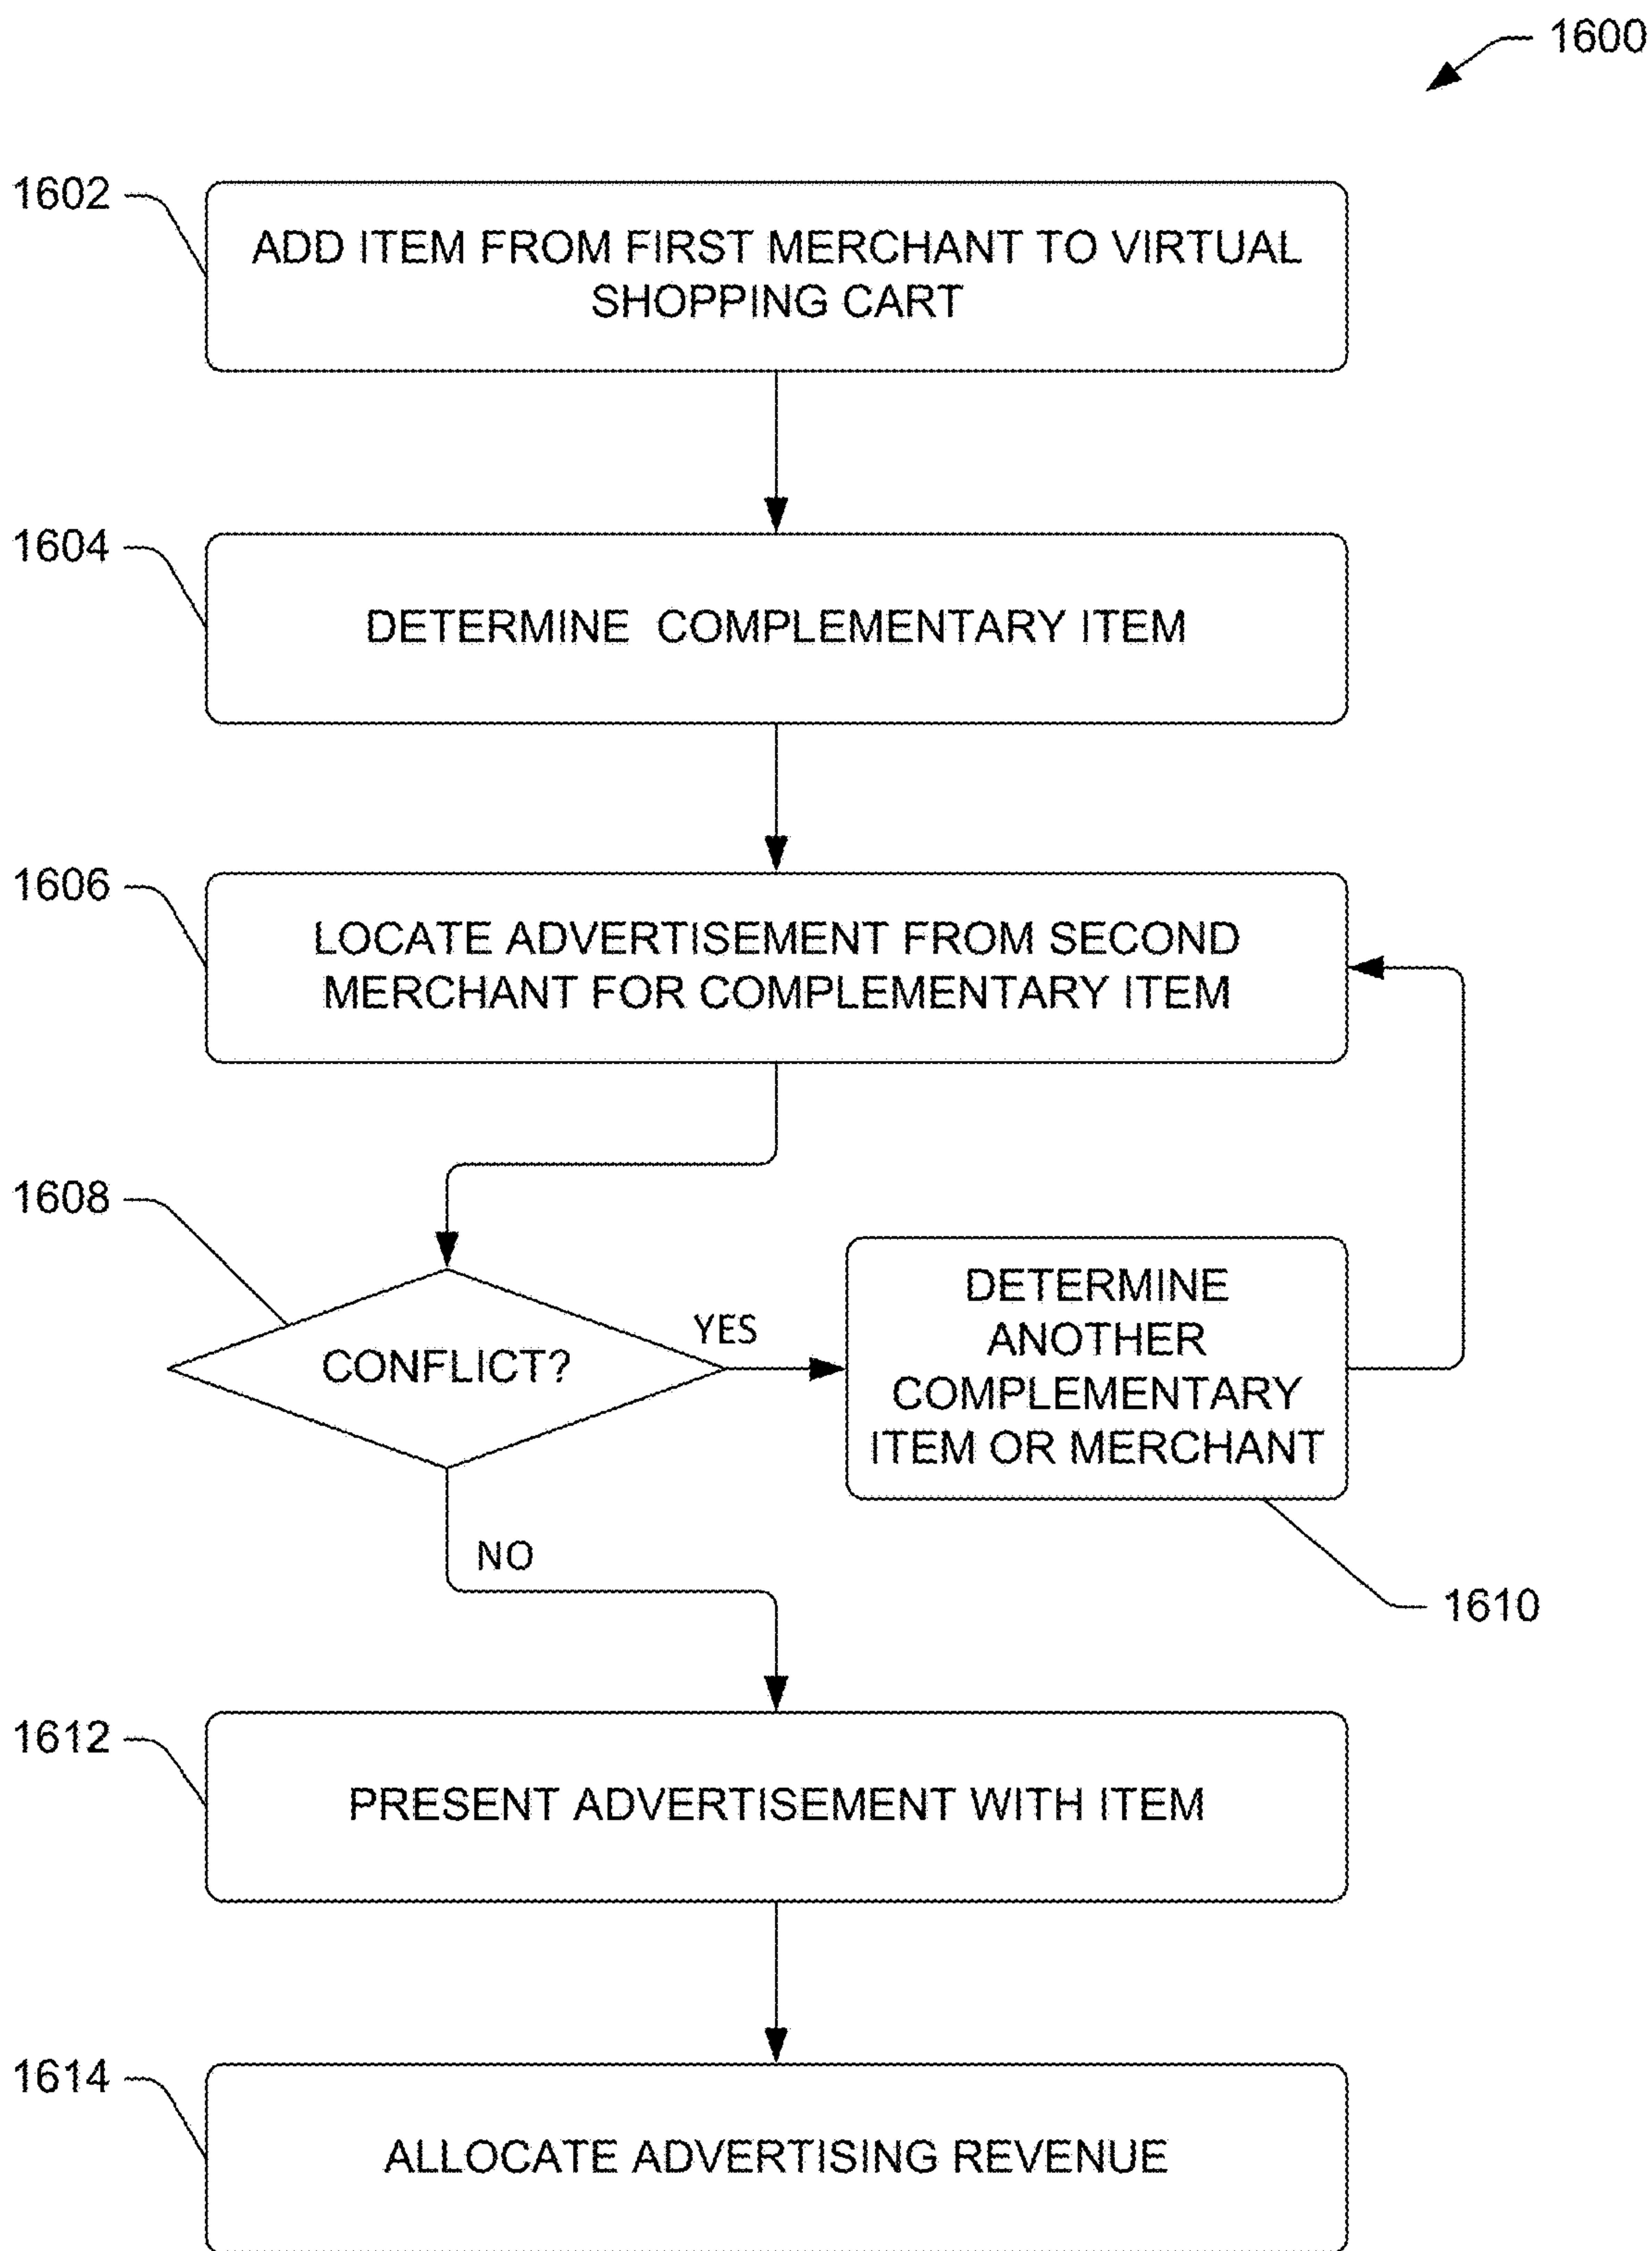 1600
1602
ADD ITEM FROM FIRST MERCHANT TO VIRTUAL
SHOPPING CART
1604
DETERMINE COMPLEMENTARY ITEM
1606
LOCATE ADVERTISEMENT FROM SECOND
MERCHANT FOR COMPLEMENTARY ITEM
1608
CONFLICT?
YES
DETERMINE
ANOTHER
COMPLEMENTARY
ITEM OR MERCHANT
NO
1610
1612
PRESENT ADVERTISEMENT WITH ITEM
1614
ALLOCATE ADVERTISING REVENUE